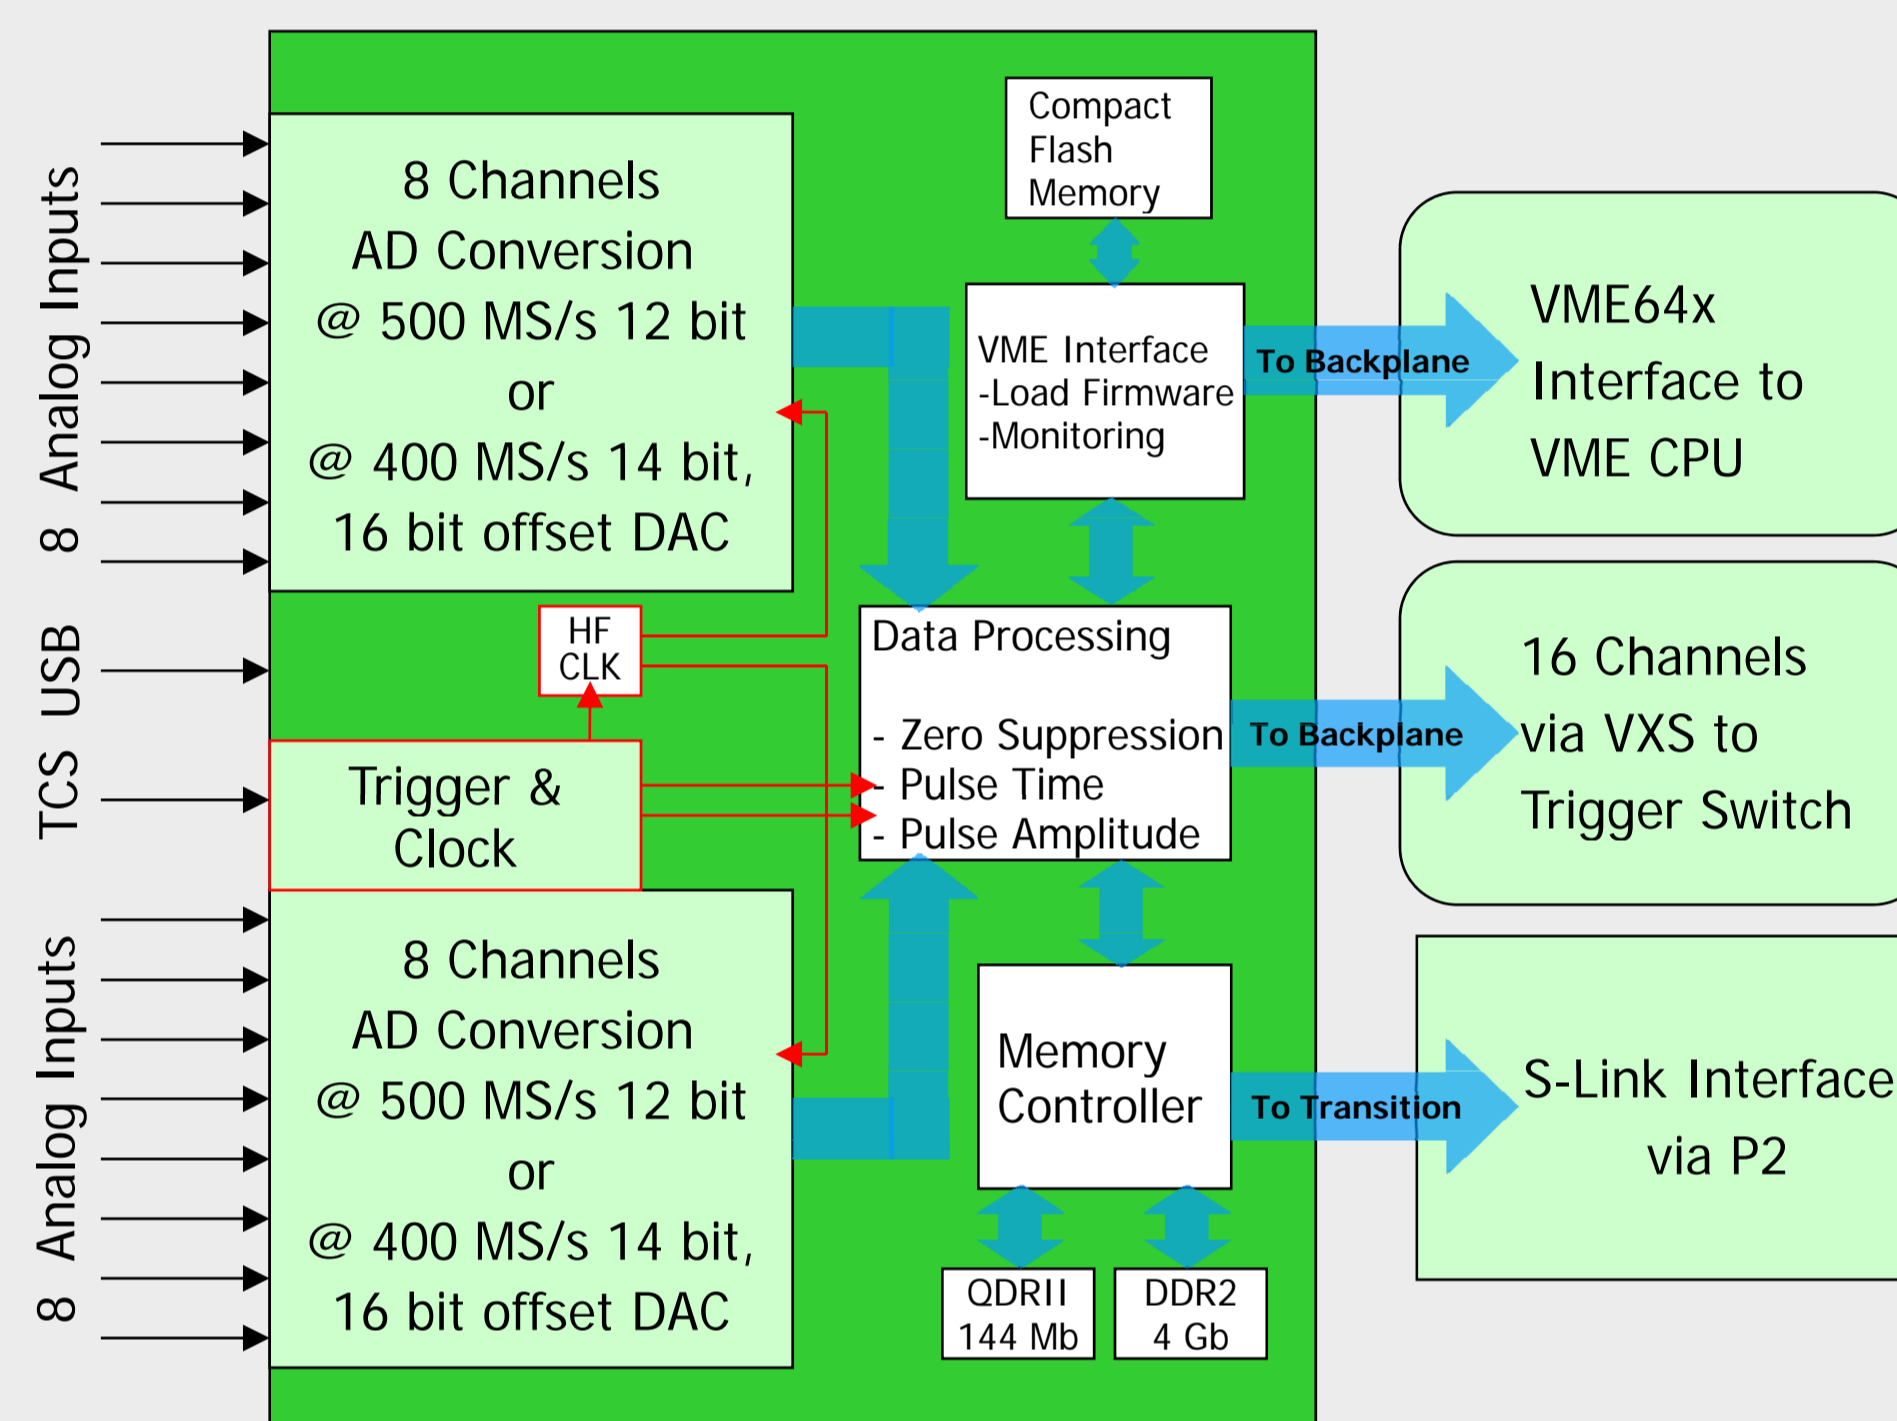 8 Analog Inputs
TCS USB
8 Analog Inputs
8 Channels
AD Conversion
@ 500 MS/s 12 bit
or
@ 400 MS/s 14 bit,
16 bit offset DAC
HF
CLK
Trigger &
Clock
8 Channels
AD Conversion
@ 500 MS/s 12 bit
or
@ 400 MS/s 14 bit,
16 bit offset DAC
Compact
Flash
Memory
VME Interface
-Load Firmware
-Monitoring
Data Processing
- Zero Suppression
- Pulse Time
- Pulse Amplitude
Memory
Controller
QDRII
144 Mb
DDR2
4 Gb
To Backplane
VME64x
Interface to
VME CPU
To Backplane
16 Channels
via VXS to
Trigger Switch
To Transition
S-Link Interface
via P2